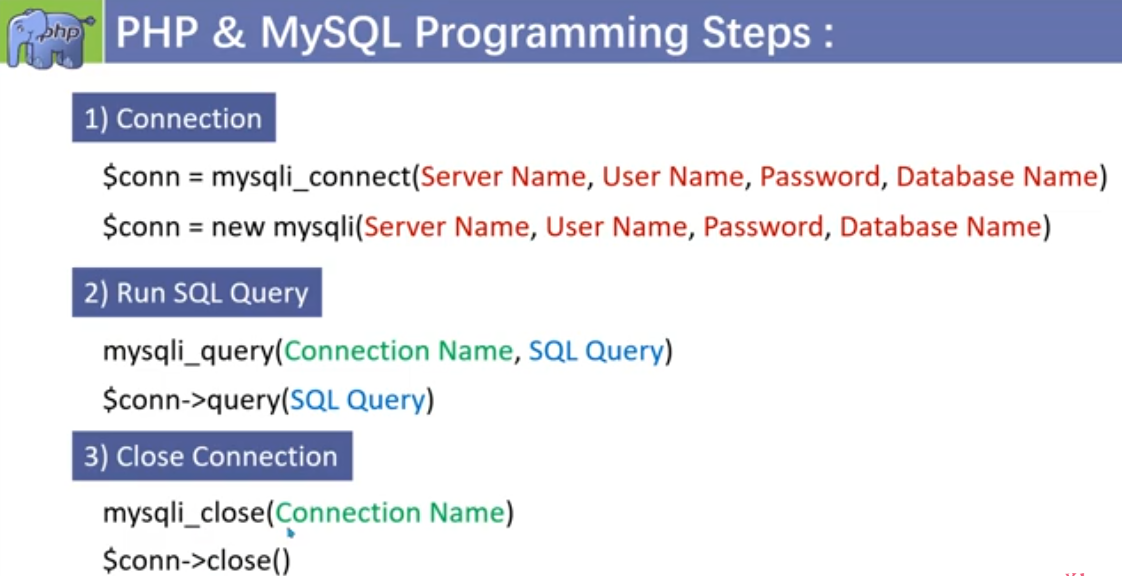 php
PHP & MySQL Programming Steps :
1) Connection
$conn = mysqli_connect(Server Name, User Name, Password, Database Name)
$conn = new mysqli(Server Name, User Name, Password, Database Name)
2) Run SQL Query
mysqli_query(Connection Name, SQL Query)
$conn->query(SQL Query)
3) Close Connection
mysqli_close(Connection Name)
$conn->close()